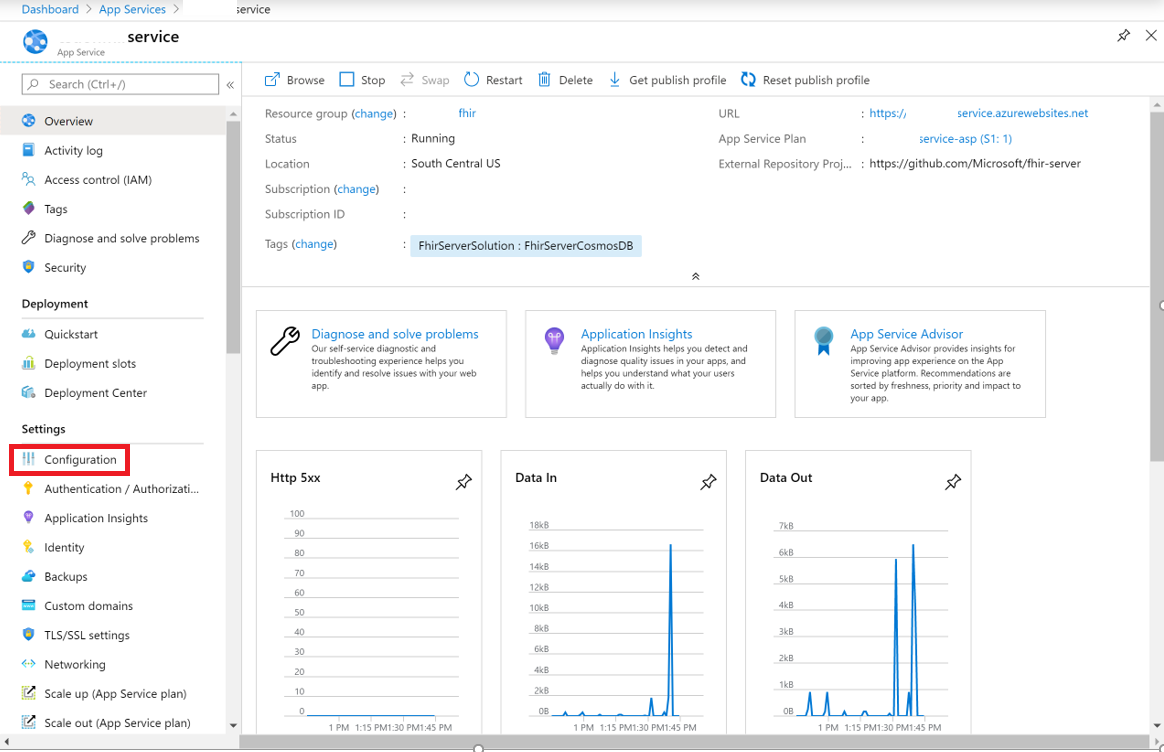 Dashboard > App Services > service
service
App Service
Search (Ctrl+/)
«
Overview
Activity log
Access control (IAM)
Tags
Diagnose and solve problems
Security
Deployment
Quickstart
Deployment slots
Deployment Center
Settings
Configuration
Authentication / Authorizati...
Application Insights
Identity
Backups
Custom domains
TLS/SSL settings
Networking
Scale up (App Service plan)
Scale out (App Service plan)
Browse Stop Swap Restart Delete Get publish profile Reset publish profile
Resource group (change) : fhir
Status : Running
Location : South Central US
Subscription (change) :
Subscription ID :
Tags (change) : FhirServerSolution : FhirServerCosmosDB
URL : https:/ service.azurewebsites.net
App Service Plan : service-asp (S1: 1)
External Repository Proj... : https://github.com/Microsoft/fhir-server
Diagnose and solve problems
Our self-service diagnostic and
troubleshooting experience helps you
identify and resolve issues with your web
app.
Application Insights
Application Insights helps you detect and
diagnose quality issues in your apps, and
helps you understand what your users
actually do with it.
App Service Advisor
App Service Advisor provides insights for
improving app experience on the App
Service platform. Recommendations are
sorted by freshness, priority and impact to
your app.
Http 5xx
100
90
80
70
60
50
40
30
20
10
0
1 PM 1:15 PM 1:30 PM 1:45 PM
Data In
18kB
16kB
14kB
12kB
10kB
8kB
6kB
4kB
2kB
0B
1 PM 1:15 PM 1:30 PM 1:45 PM
Data Out
7kB
6kB
5kB
4kB
3kB
2kB
1kB
0B
1 PM 1:15 PM 1:30 PM 1:45 PM